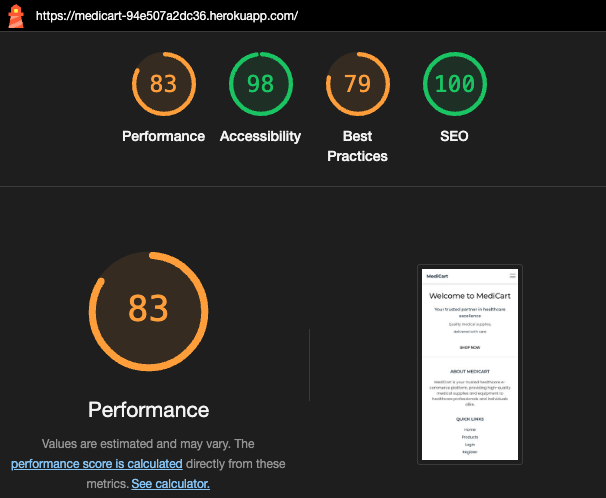 https://medicart-94e507a2dc36.herokuapp.com/
83
98
79
100
Performance
Accessibility
Best
Practices
SEO
83
Performance
Values are estimated and may vary. The
performance score is calculated directly from these
metrics. See calculator.
MediCart
Welcome to MediCart
Your trusted partner in healthcare
excellence
Quality medical supplies,
delivered with care
SHOP NOW
ABOUT MEDICART
MediCart is your trusted healthcare e-
commerce platform, providing high-quality
medical supplies and equipment to
healthcare professionals and individuals
alike.
QUICK LINKS
Home
Products
Login
Register